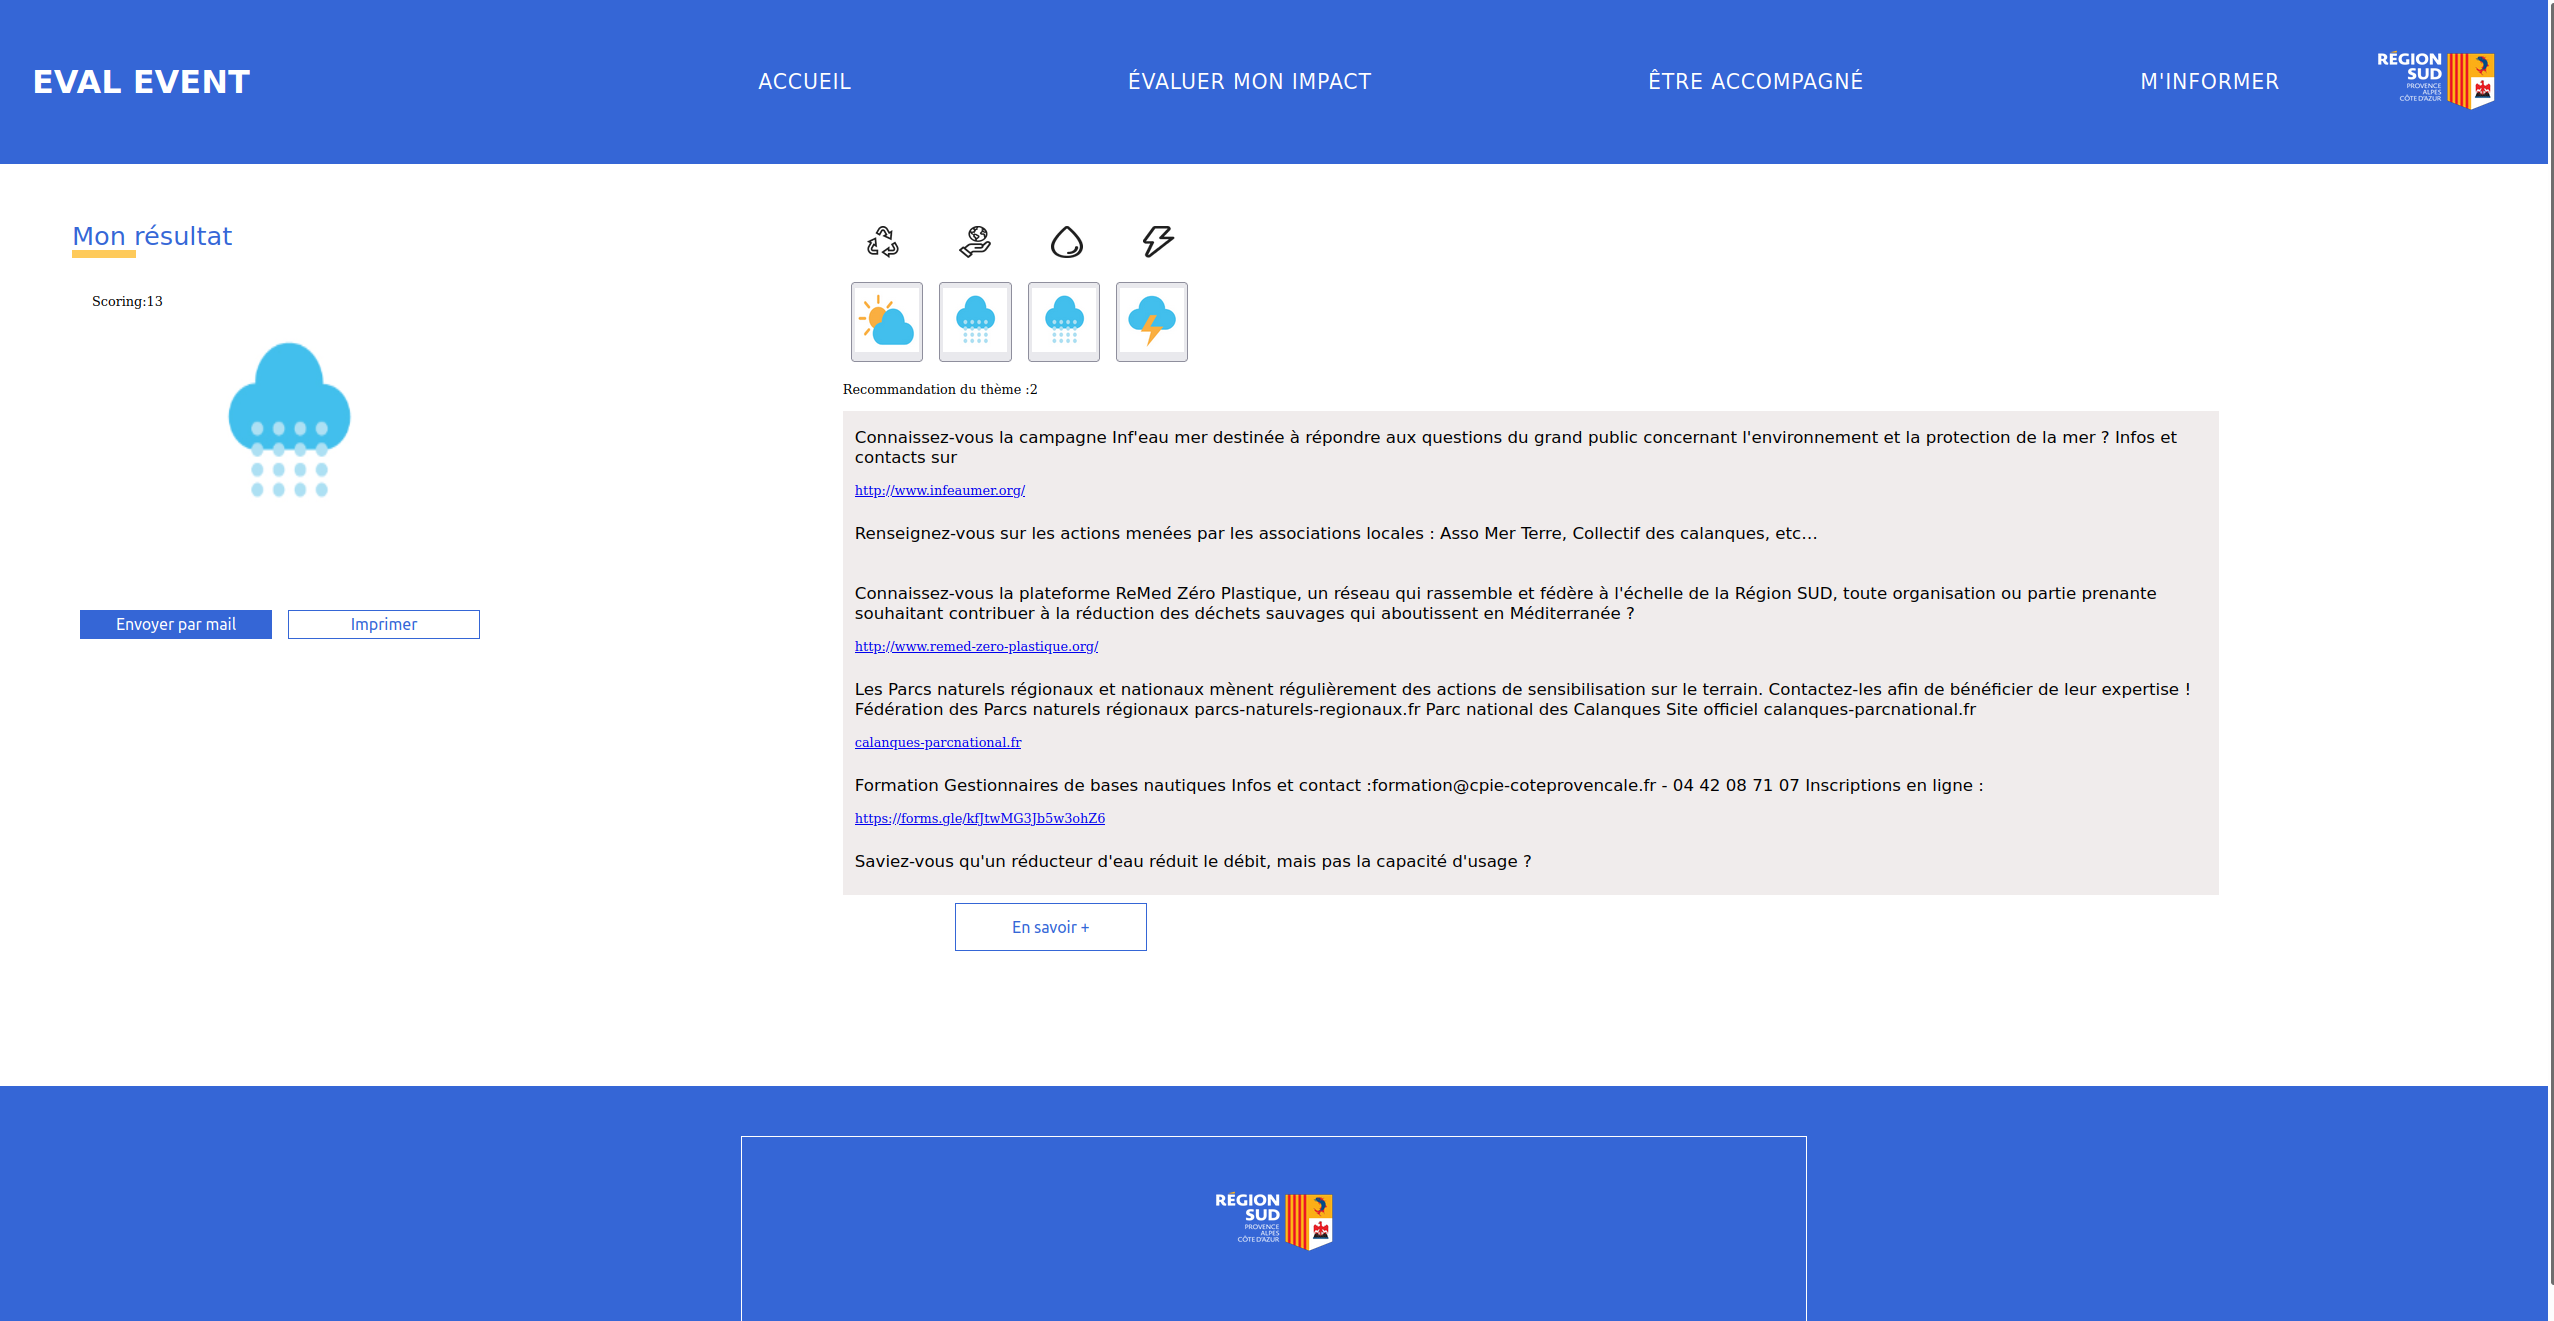 EVAL EVENT
ACCUEIL
ÉVALUER MON IMPACT
ÊTRE ACCOMPAGNÉ
M'INFORMER
RÉGION
SUD
PROVENCE
ALPES
CÔTE D'AZUR
Mon résultat
Scoring:13
Envoyer par mail
Imprimer
Recommandation du thème :2
Connaissez-vous la campagne Inf'eau mer destinée à répondre aux questions du grand public concernant l'environnement et la protection de la mer ? Infos et
contacts sur
http://www.infeaumer.org/
Renseignez-vous sur les actions menées par les associations locales : Asso Mer Terre, Collectif des calanques, etc...
Connaissez-vous la plateforme ReMed Zéro Plastique, un réseau qui rassemble et fédère à l'échelle de la Région SUD, toute organisation ou partie prenante
souhaitant contribuer à la réduction des déchets sauvages qui aboutissent en Méditerranée ?
http://www.remed-zero-plastique.org/
Les Parcs naturels régionaux et nationaux mènent régulièrement des actions de sensibilisation sur le terrain. Contactez-les afin de bénéficier de leur expertise !
Fédération des Parcs naturels régionaux parcs-naturels-regionaux.fr Parc national des Calanques Site officiel calanques-parcnational.fr
calanques-parcnational.fr
Formation Gestionnaires de bases nautiques Infos et contact :formation@cpie-coteprovencale.fr - 04 42 08 71 07 Inscriptions en ligne :
https://forms.gle/kfJtwMG3Jb5w3ohZ6
Saviez-vous qu'un réducteur d'eau réduit le débit, mais pas la capacité d'usage ?
En savoir +
RÉGION
SUD
PROVENCE
ALPES
CÔTE D'AZUR